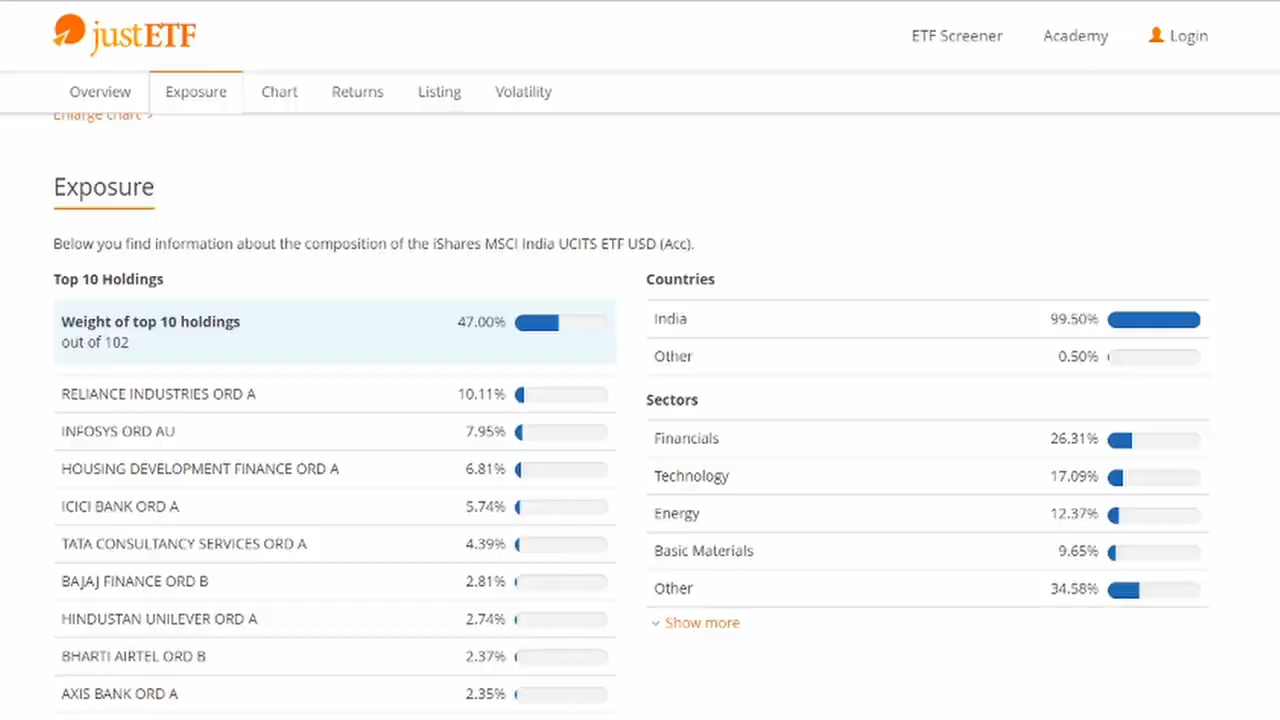 justETF
ETF Screener
Academy
Login
Overview
Exposure
Chart
Returns
Listing
Volatility
Enlarge chart
Exposure
Below you find information about the composition of the iShares MSCI India UCITS ETF USD (Acc).
Top 10 Holdings
Weight of top 10 holdings 47.00%
out of 102
RELIANCE INDUSTRIES ORD A 10.11%
INFOSYS ORD AU 7.95%
HOUSING DEVELOPMENT FINANCE ORD A 6.81%
ICICI BANK ORD A 5.74%
TATA CONSULTANCY SERVICES ORD A 4.39%
BAJAJ FINANCE ORD B 2.81%
HINDUSTAN UNILEVER ORD A 2.74%
BHARTI AIRTEL ORD B 2.37%
AXIS BANK ORD A 2.35%
Countries
India 99.50%
Other 0.50%
Sectors
Financials 26.31%
Technology 17.09%
Energy 12.37%
Basic Materials 9.65%
Other 34.58%
Show more